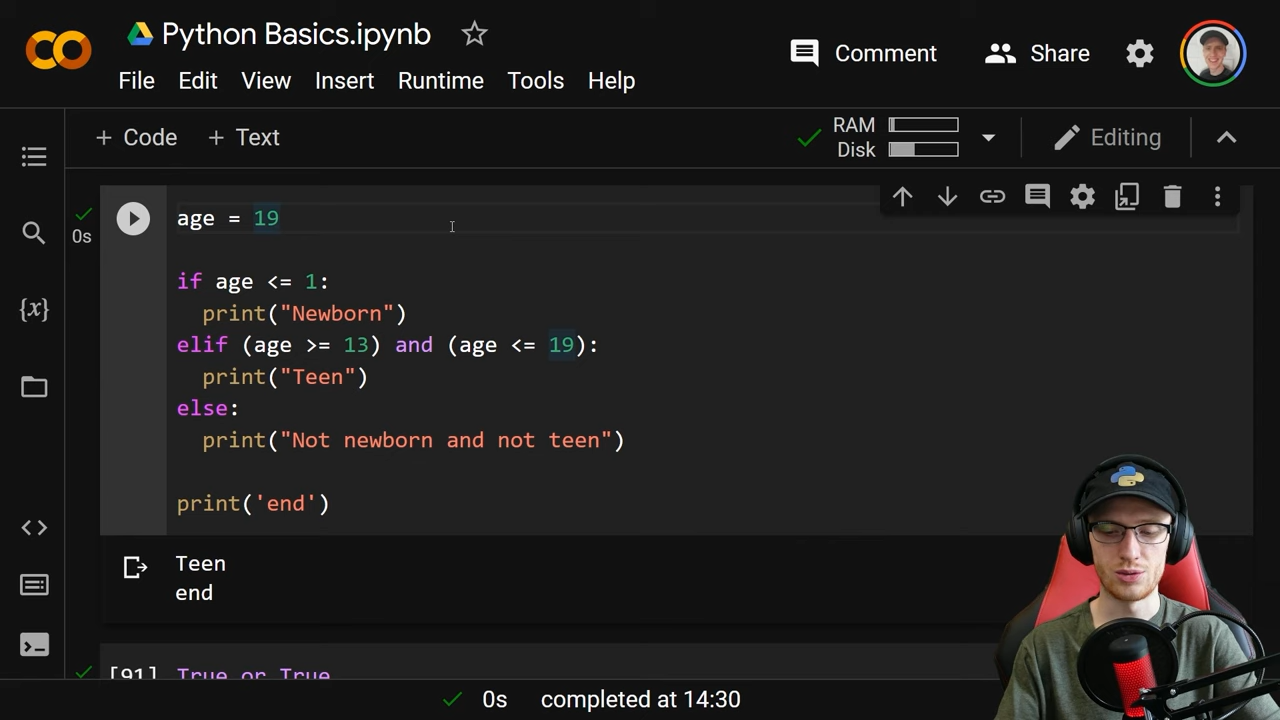 Python Basics.ipynb
Comment
Share
File Edit View Insert Runtime Tools Help
+ Code + Text
RAM
Disk
Editing
0s
age = 19
if age <= 1:
print("Newborn")
elif (age >= 13) and (age <= 19):
print("Teen")
else:
print("Not newborn and not teen")
print('end')
Teen
end
{x}
[91] True or True
0s completed at 14:30